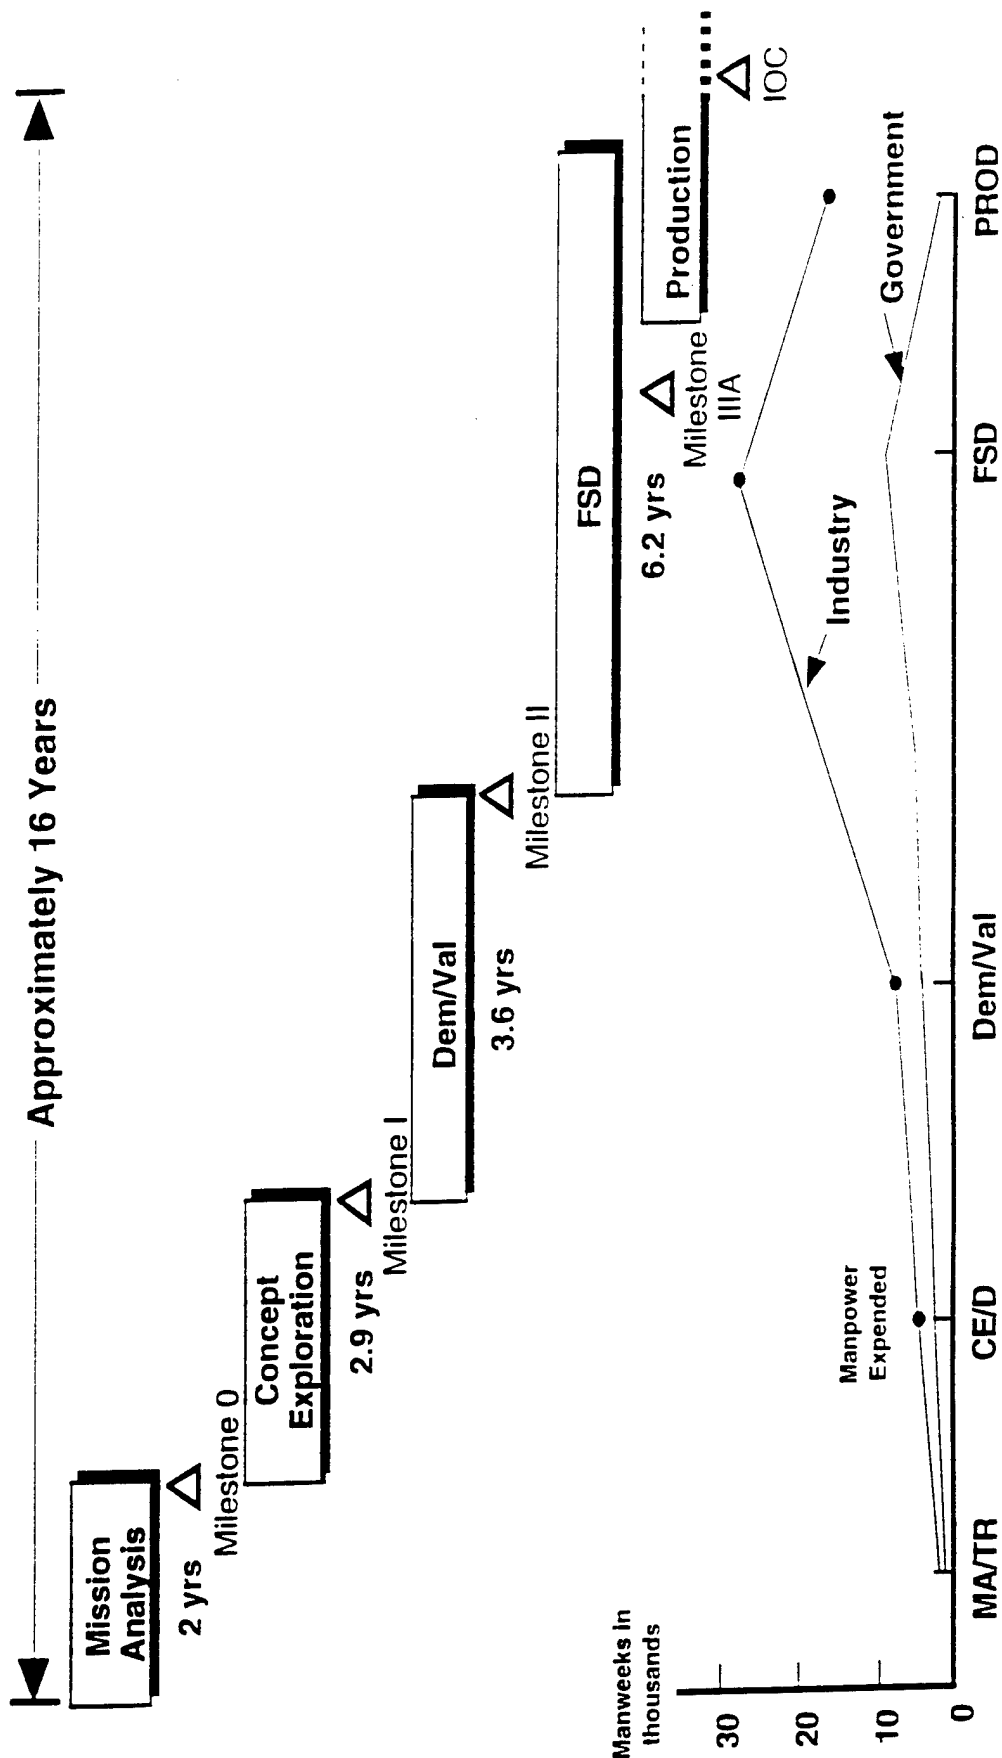 Approximately 16 Years
Mission
Analysis
2 yrs
Milestone 0
Concept
Exploration
2.9 yrs
Milestone I
Dem/Val
3.6 yrs
Milestone II
FSD
6.2 yrs
Milestone
IIIA
Production
IOC
Manweeks in
thousands
30
20
10
0
Manpower
Expended
Industry
Government
MA/TR
CE/D
Dem/Val
FSD
PROD